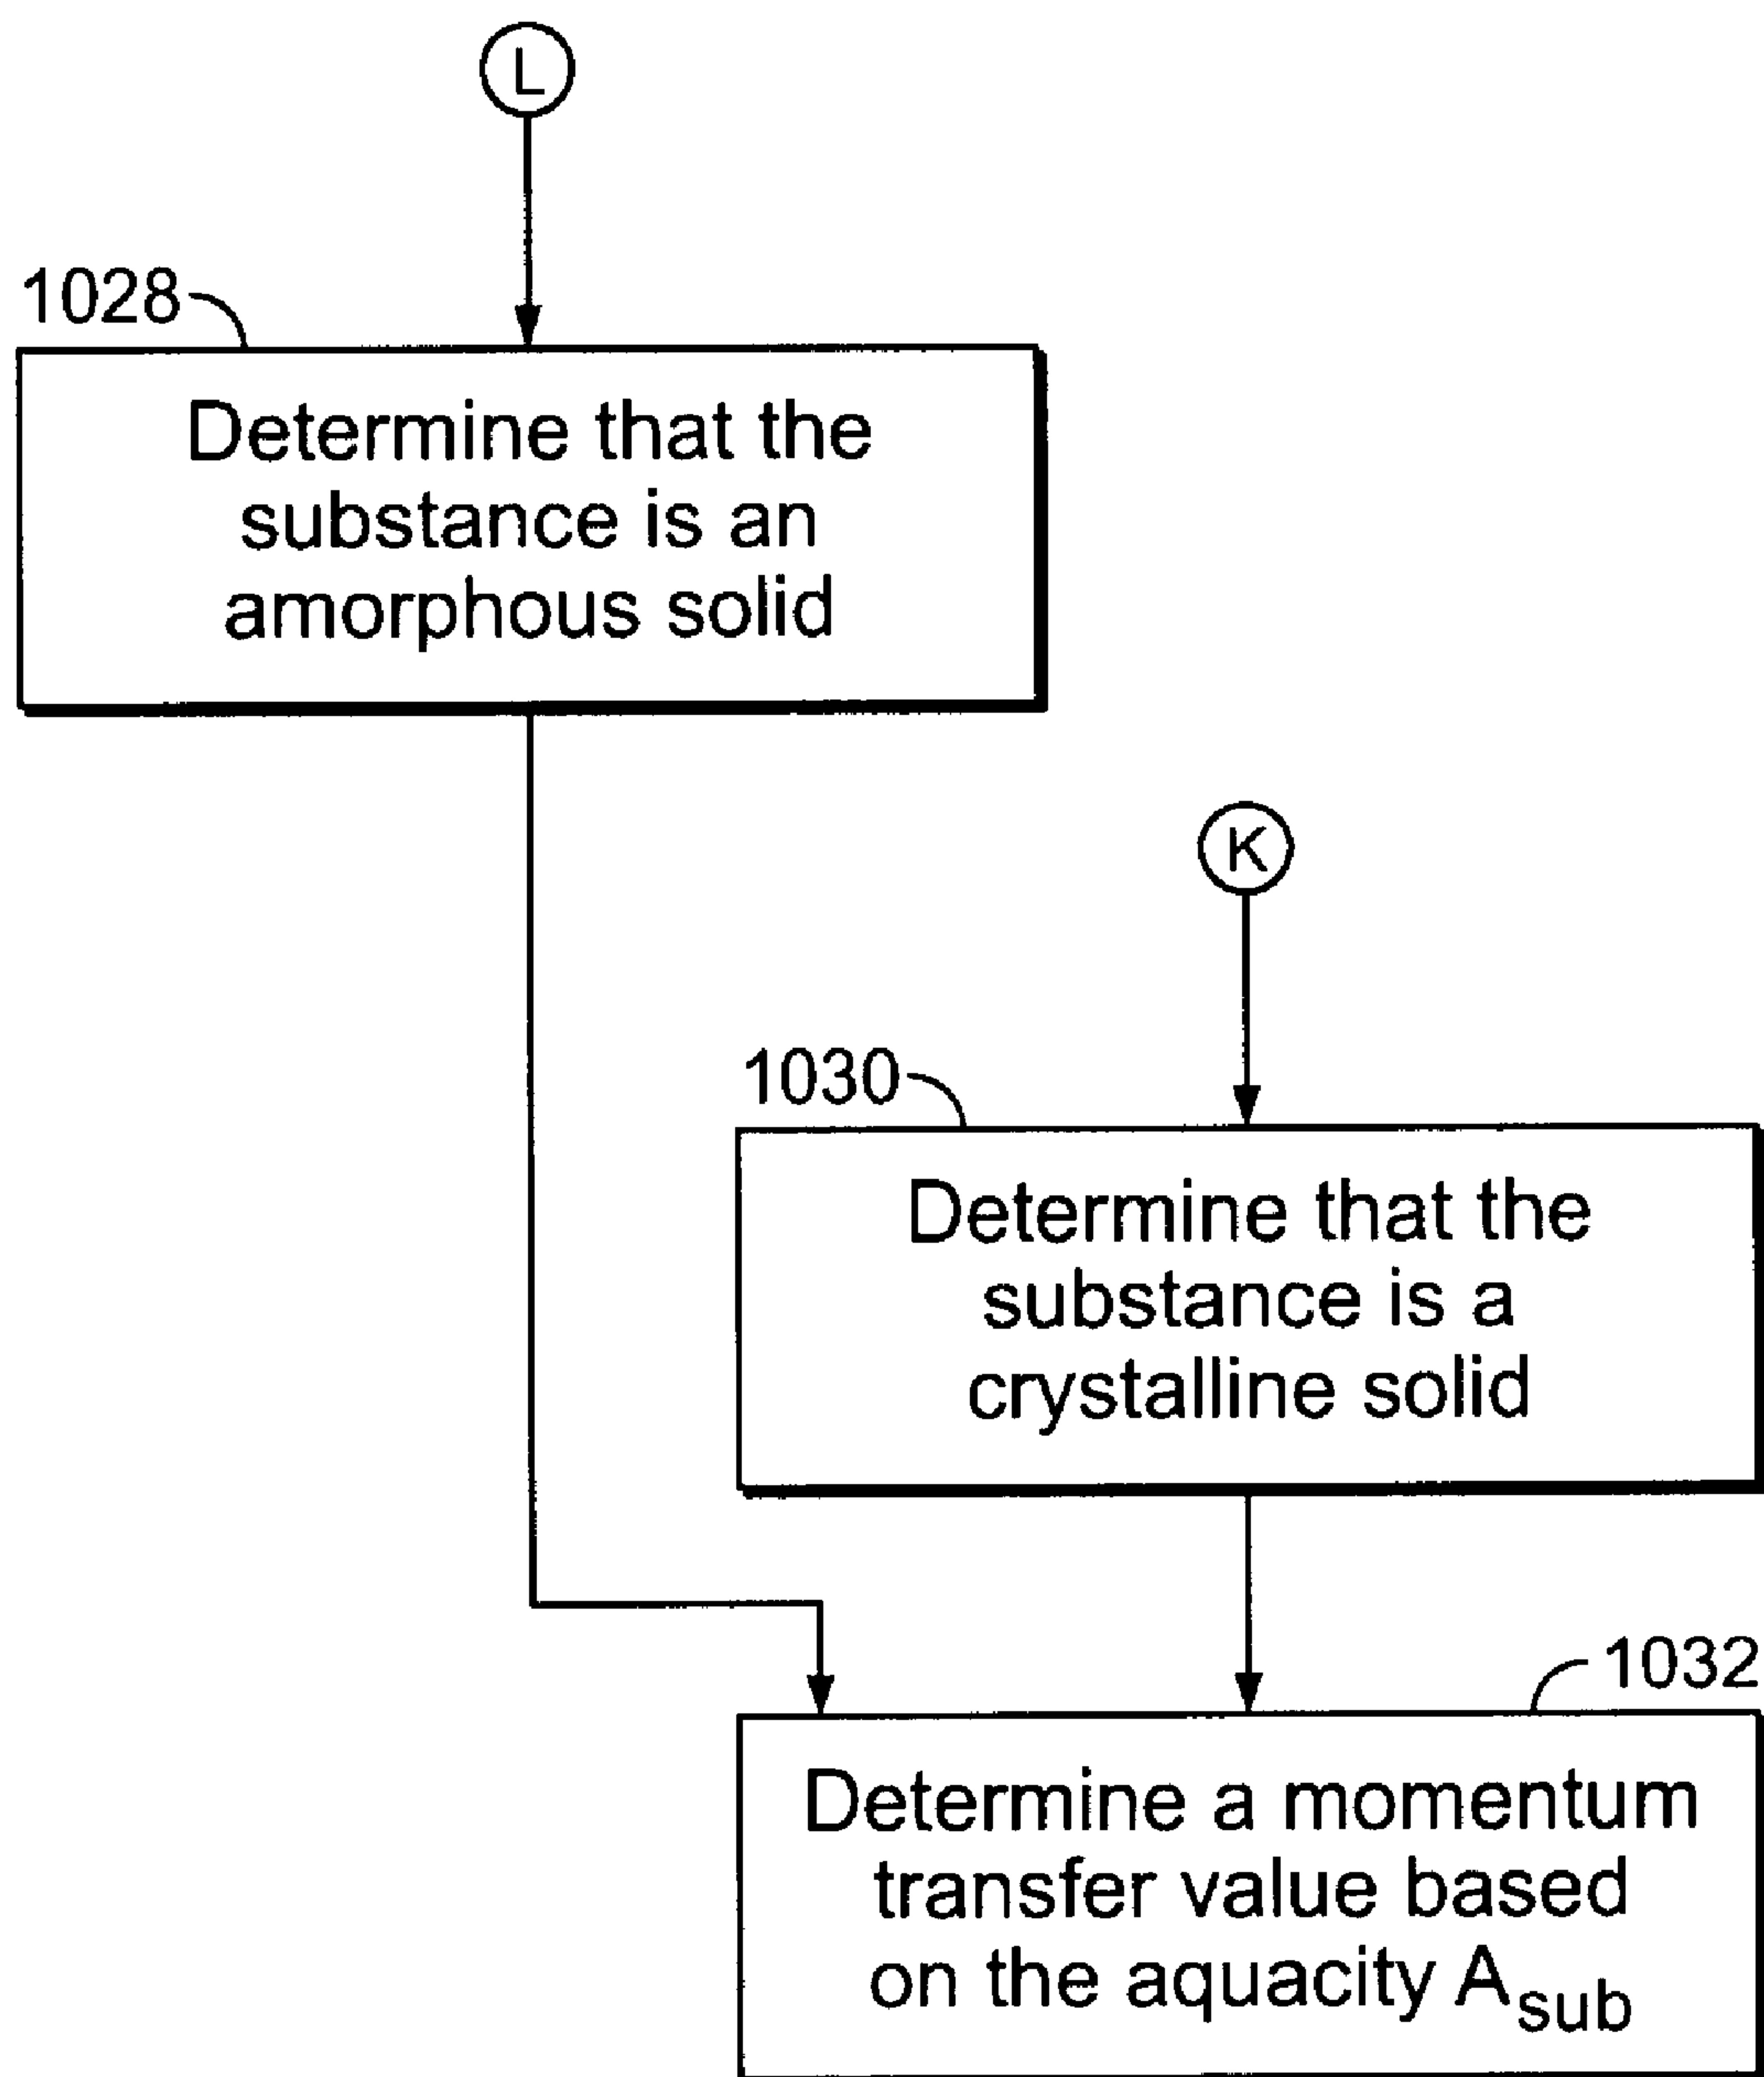 L
1028
Determine that the
substance is an
amorphous solid
K
1030
Determine that the
substance is a
crystalline solid
1032
Determine a momentum
transfer value based
on the aquacity Asub